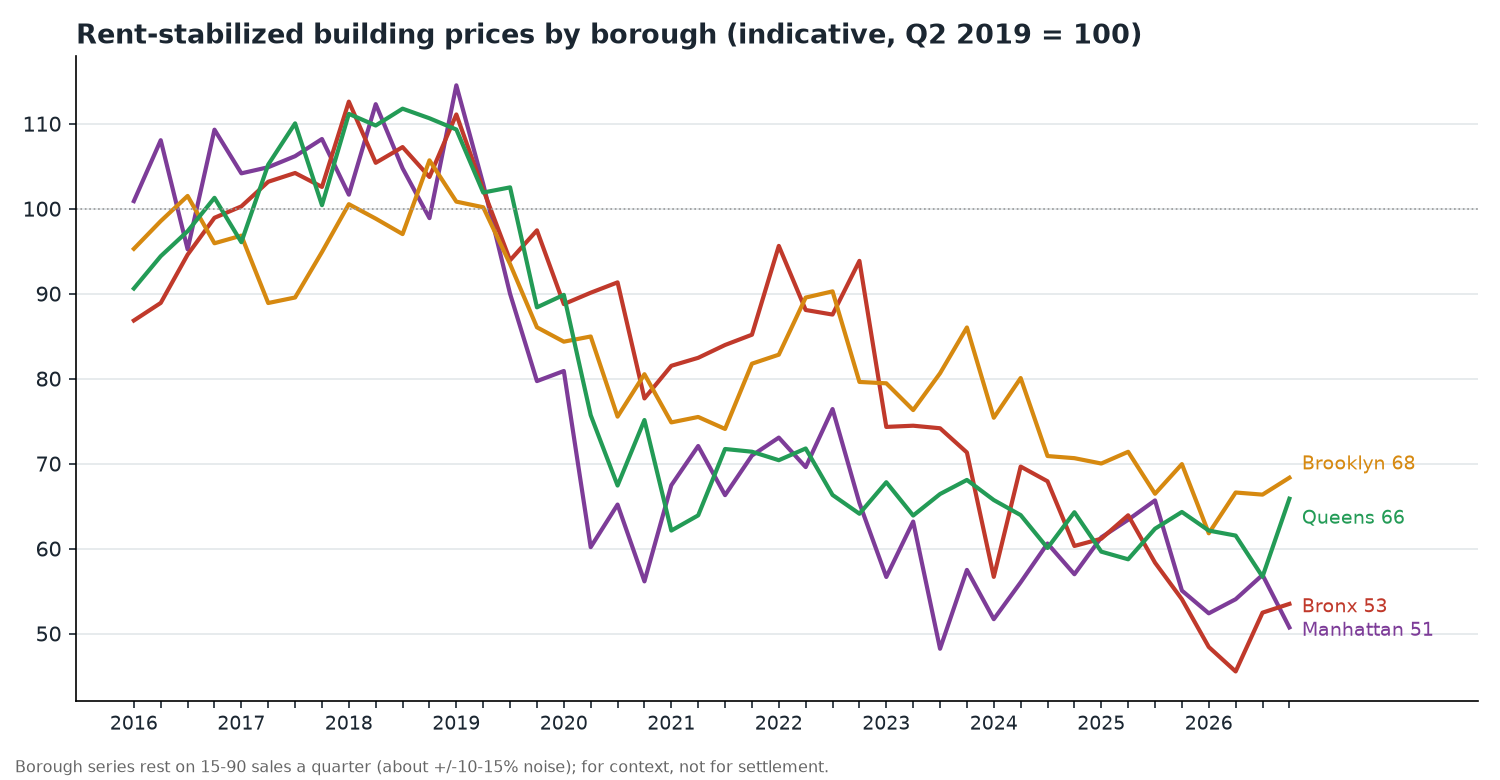 Rent-stabilized building prices by borough (indicative, Q2 2019 = 100)
110
100
90
80
70
60
50
Brooklyn 68
Queens 66
Bronx 53
Manhattan 51
2016 2017 2018 2019 2020 2021 2022 2023 2024 2025 2026
Borough series rest on 15-90 sales a quarter (about +/-10-15% noise); for context, not for settlement.